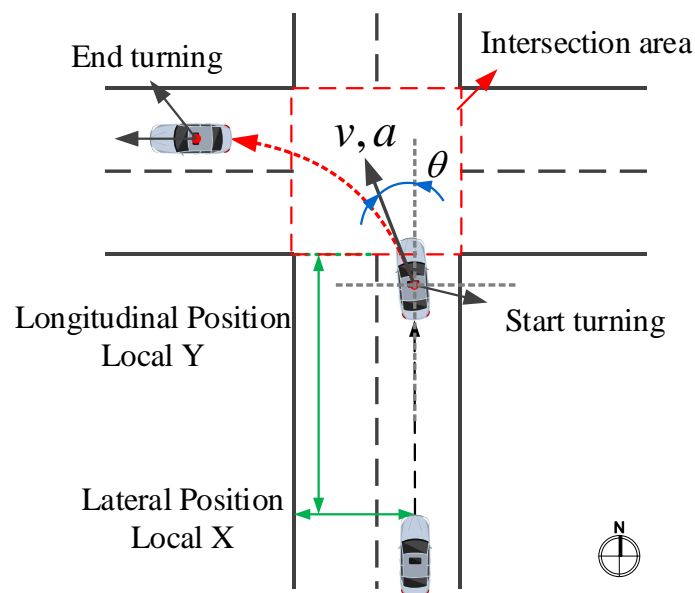 Intersection area
End turning
v, a
θ
Longitudinal Position
Local Y
Start turning
Lateral Position
Local X
N